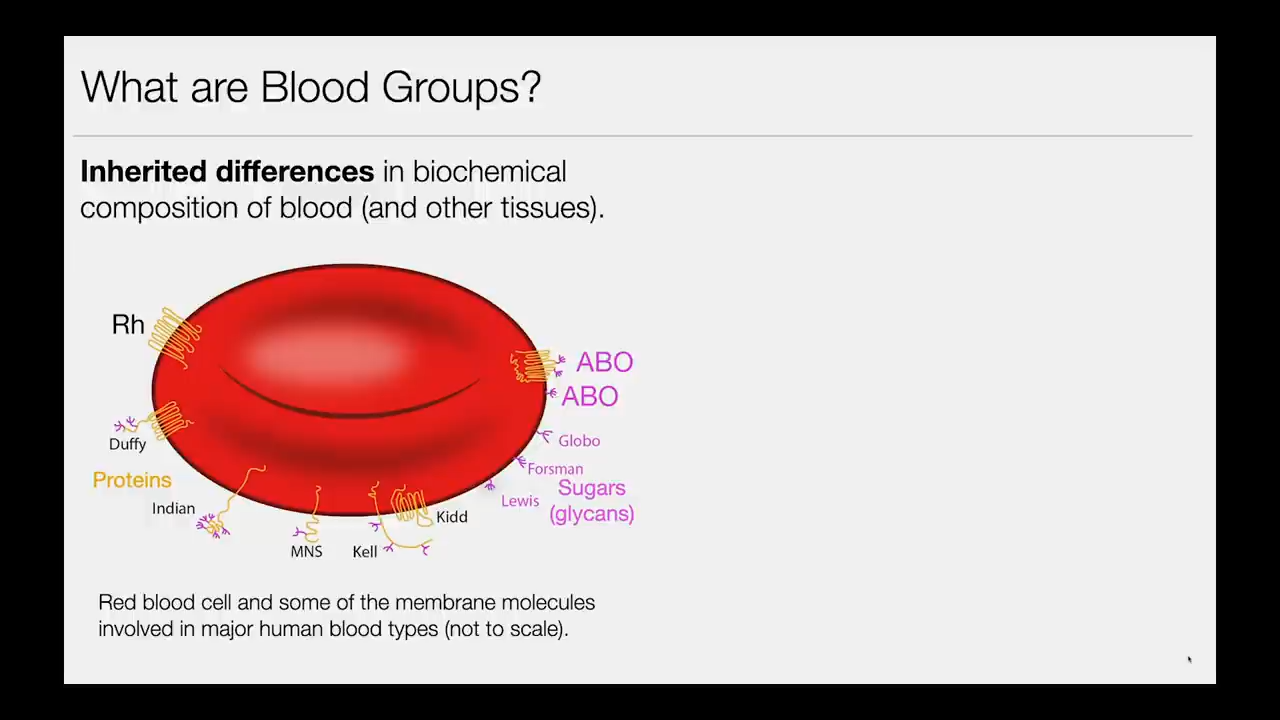 What are Blood Groups?
Inherited differences in biochemical
composition of blood (and other tissues).
Rh
ABO
ABO
Duffy
Globo
Forsman
Proteins
Sugars
(glycans)
Lewis
Indian
Kidd
MNS
Kell
Red blood cell and some of the membrane molecules
involved in major human blood types (not to scale).